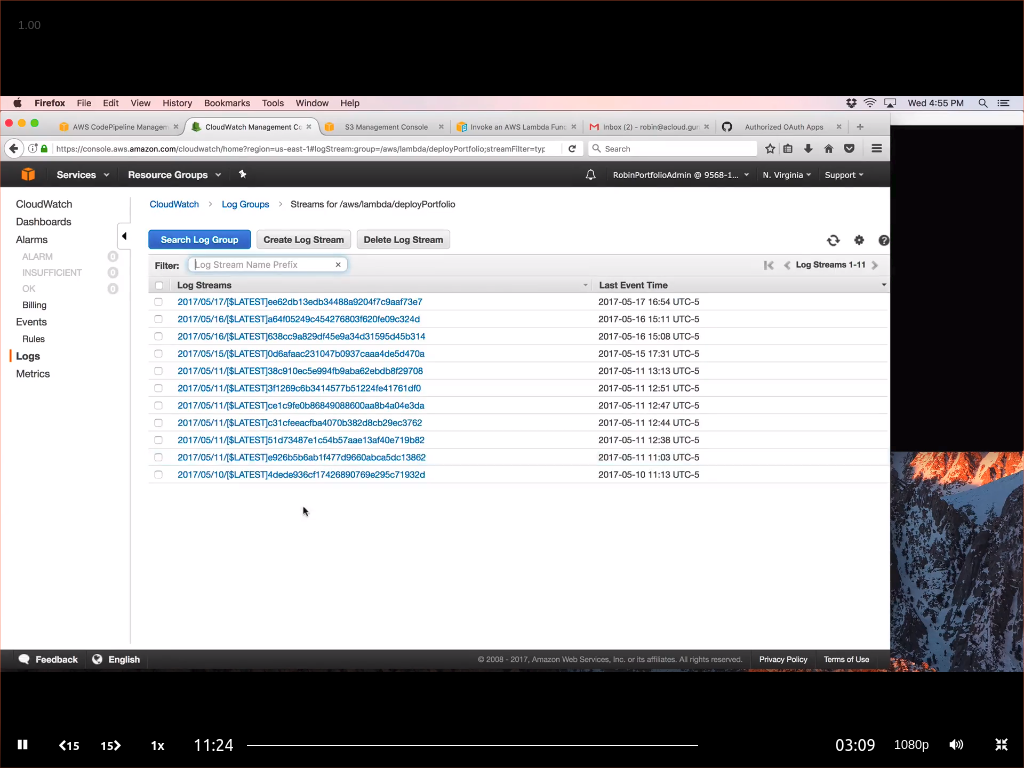 1.00
Firefox File Edit View History Bookmarks Tools Window Help Wed 4:55 PM
AWS CodePipeline Managem CloudWatch Management Co S3 Management Console Invoke an AWS Lambda Func Inbox (2) - robin@acloud.gur Authorized OAuth Apps
https://console.aws.amazon.com/cloudwatch/home?region=us-east-1#logStream:group=/aws/lambda/deployPortfolio;streamFilter=typ Search
Services Resource Groups RobinPortfolioAdmin @ 9568-1... N. Virginia Support
CloudWatch
Dashboards
Alarms
ALARM 0
INSUFFICIENT 0
OK 0
Billing
Events
Rules
Logs
Metrics
CloudWatch > Log Groups > Streams for /aws/lambda/deployPortfolio
Search Log Group Create Log Stream Delete Log Stream
Filter: Log Stream Name Prefix × Log Streams 1-11
Log Streams Last Event Time
2017/05/17/[$LATEST]ee62db13edb34488a9204f7c9aaf73e7 2017-05-17 16:54 UTC-5
2017/05/16/[$LATEST]a64f05249c454276803f620fe09c324d 2017-05-16 15:11 UTC-5
2017/05/16/[$LATEST]638cc9a829df45e9a34d31595d45b314 2017-05-16 15:08 UTC-5
2017/05/15/[$LATEST]0d6afaac231047b0937caaa4de5d470a 2017-05-15 17:31 UTC-5
2017/05/11/[$LATEST]38c910ec5e994fb9aba62ebdb8f29708 2017-05-11 13:13 UTC-5
2017/05/11/[$LATEST]3f1269c6b3414577b51224fe41761df0 2017-05-11 12:51 UTC-5
2017/05/11/[$LATEST]ce1c9fe0b86849088600aa8b4a04e3da 2017-05-11 12:47 UTC-5
2017/05/11/[$LATEST]c31cfeeacfba4070b382d8cb29ec3762 2017-05-11 12:44 UTC-5
2017/05/11/[$LATEST]51d73487e1c54b57aae13af40e719b82 2017-05-11 12:38 UTC-5
2017/05/11/[$LATEST]e926b5b6ab1f477d9660abca5dc13862 2017-05-11 11:03 UTC-5
2017/05/10/[$LATEST]4dede936cf17426890769e295c71932d 2017-05-10 11:13 UTC-5
Feedback English © 2008 - 2017, Amazon Web Services, Inc. or its affiliates. All rights reserved. Privacy Policy Terms of Use
15 15 1x 11:24 03:09 1080p